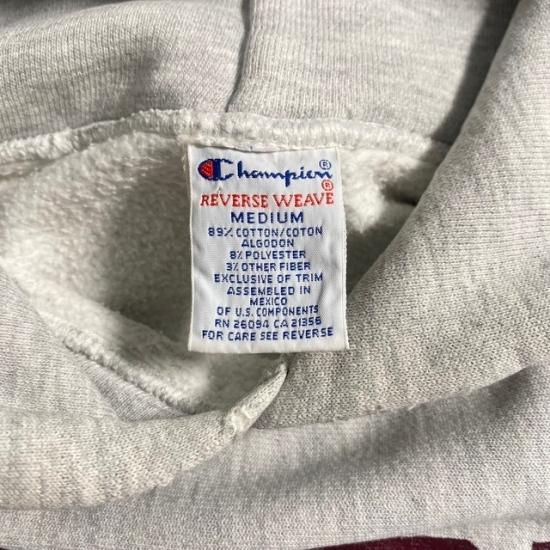 Champion®
REVERSE WEAVE®
MEDIUM
89% COTTON/COTON
ALGODON
8% POLYESTER
3% OTHER FIBER
EXCLUSIVE OF TRIM
ASSEMBLED IN
MEXICO
OF U.S. COMPONENTS
RN 26094 CA 21356
FOR CARE SEE REVERSE